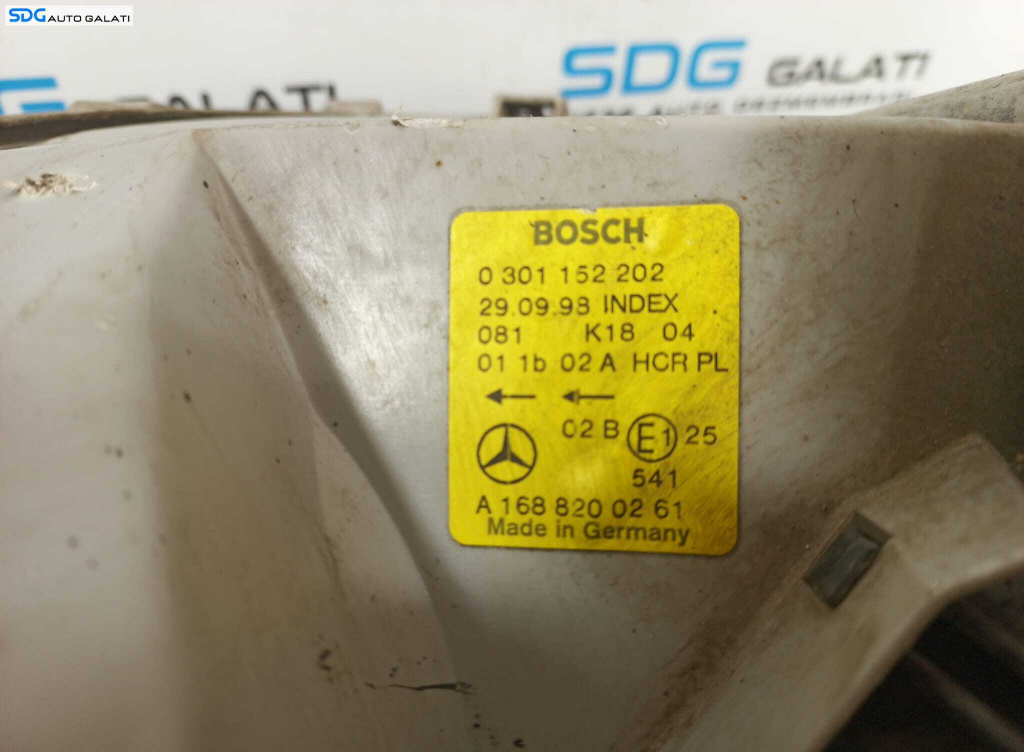 SDG AUTO GALATI
SDG GALATI
GALATI
BOSCH
0 301 152 202
29.09.98 INDEX
081 K18 04
01 1b 02 A HCR PL
02 B E1 25
541
A 168 820 02 61
Made in Germany